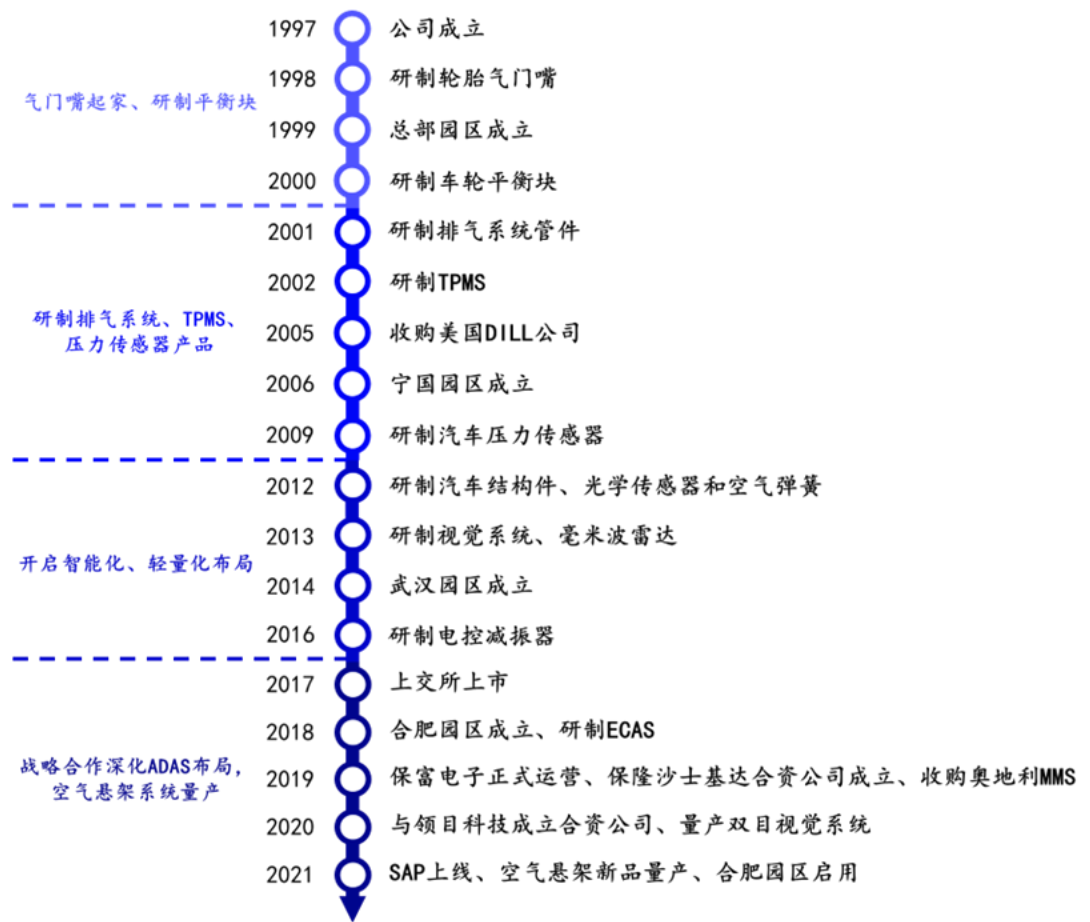 1997 公司成立
1998 研制轮胎气门嘴
气门嘴起家、研制平衡块
1999 总部园区成立
2000 研制车轮平衡块
2001 研制排气系统管件
2002 研制TPMS
研制排气系统、TPMS、
压力传感器产品
2005 收购美国DILL公司
2006 宁国园区成立
2009 研制汽车压力传感器
2012 研制汽车结构件、光学传感器和空气弹簧
2013 研制视觉系统、毫米波雷达
开启智能化、轻量化布局
2014 武汉园区成立
2016 研制电控减振器
2017 上交所上市
2018 合肥园区成立、研制ECAS
战略合作深化ADAS布局，
空气悬架系统量产
2019 保富电子正式运营、保隆沙士基达合资公司成立、收购奥地利MMS
2020 与领目科技成立合资公司、量产双目视觉系统
2021 SAP上线、空气悬架新品量产、合肥园区启用